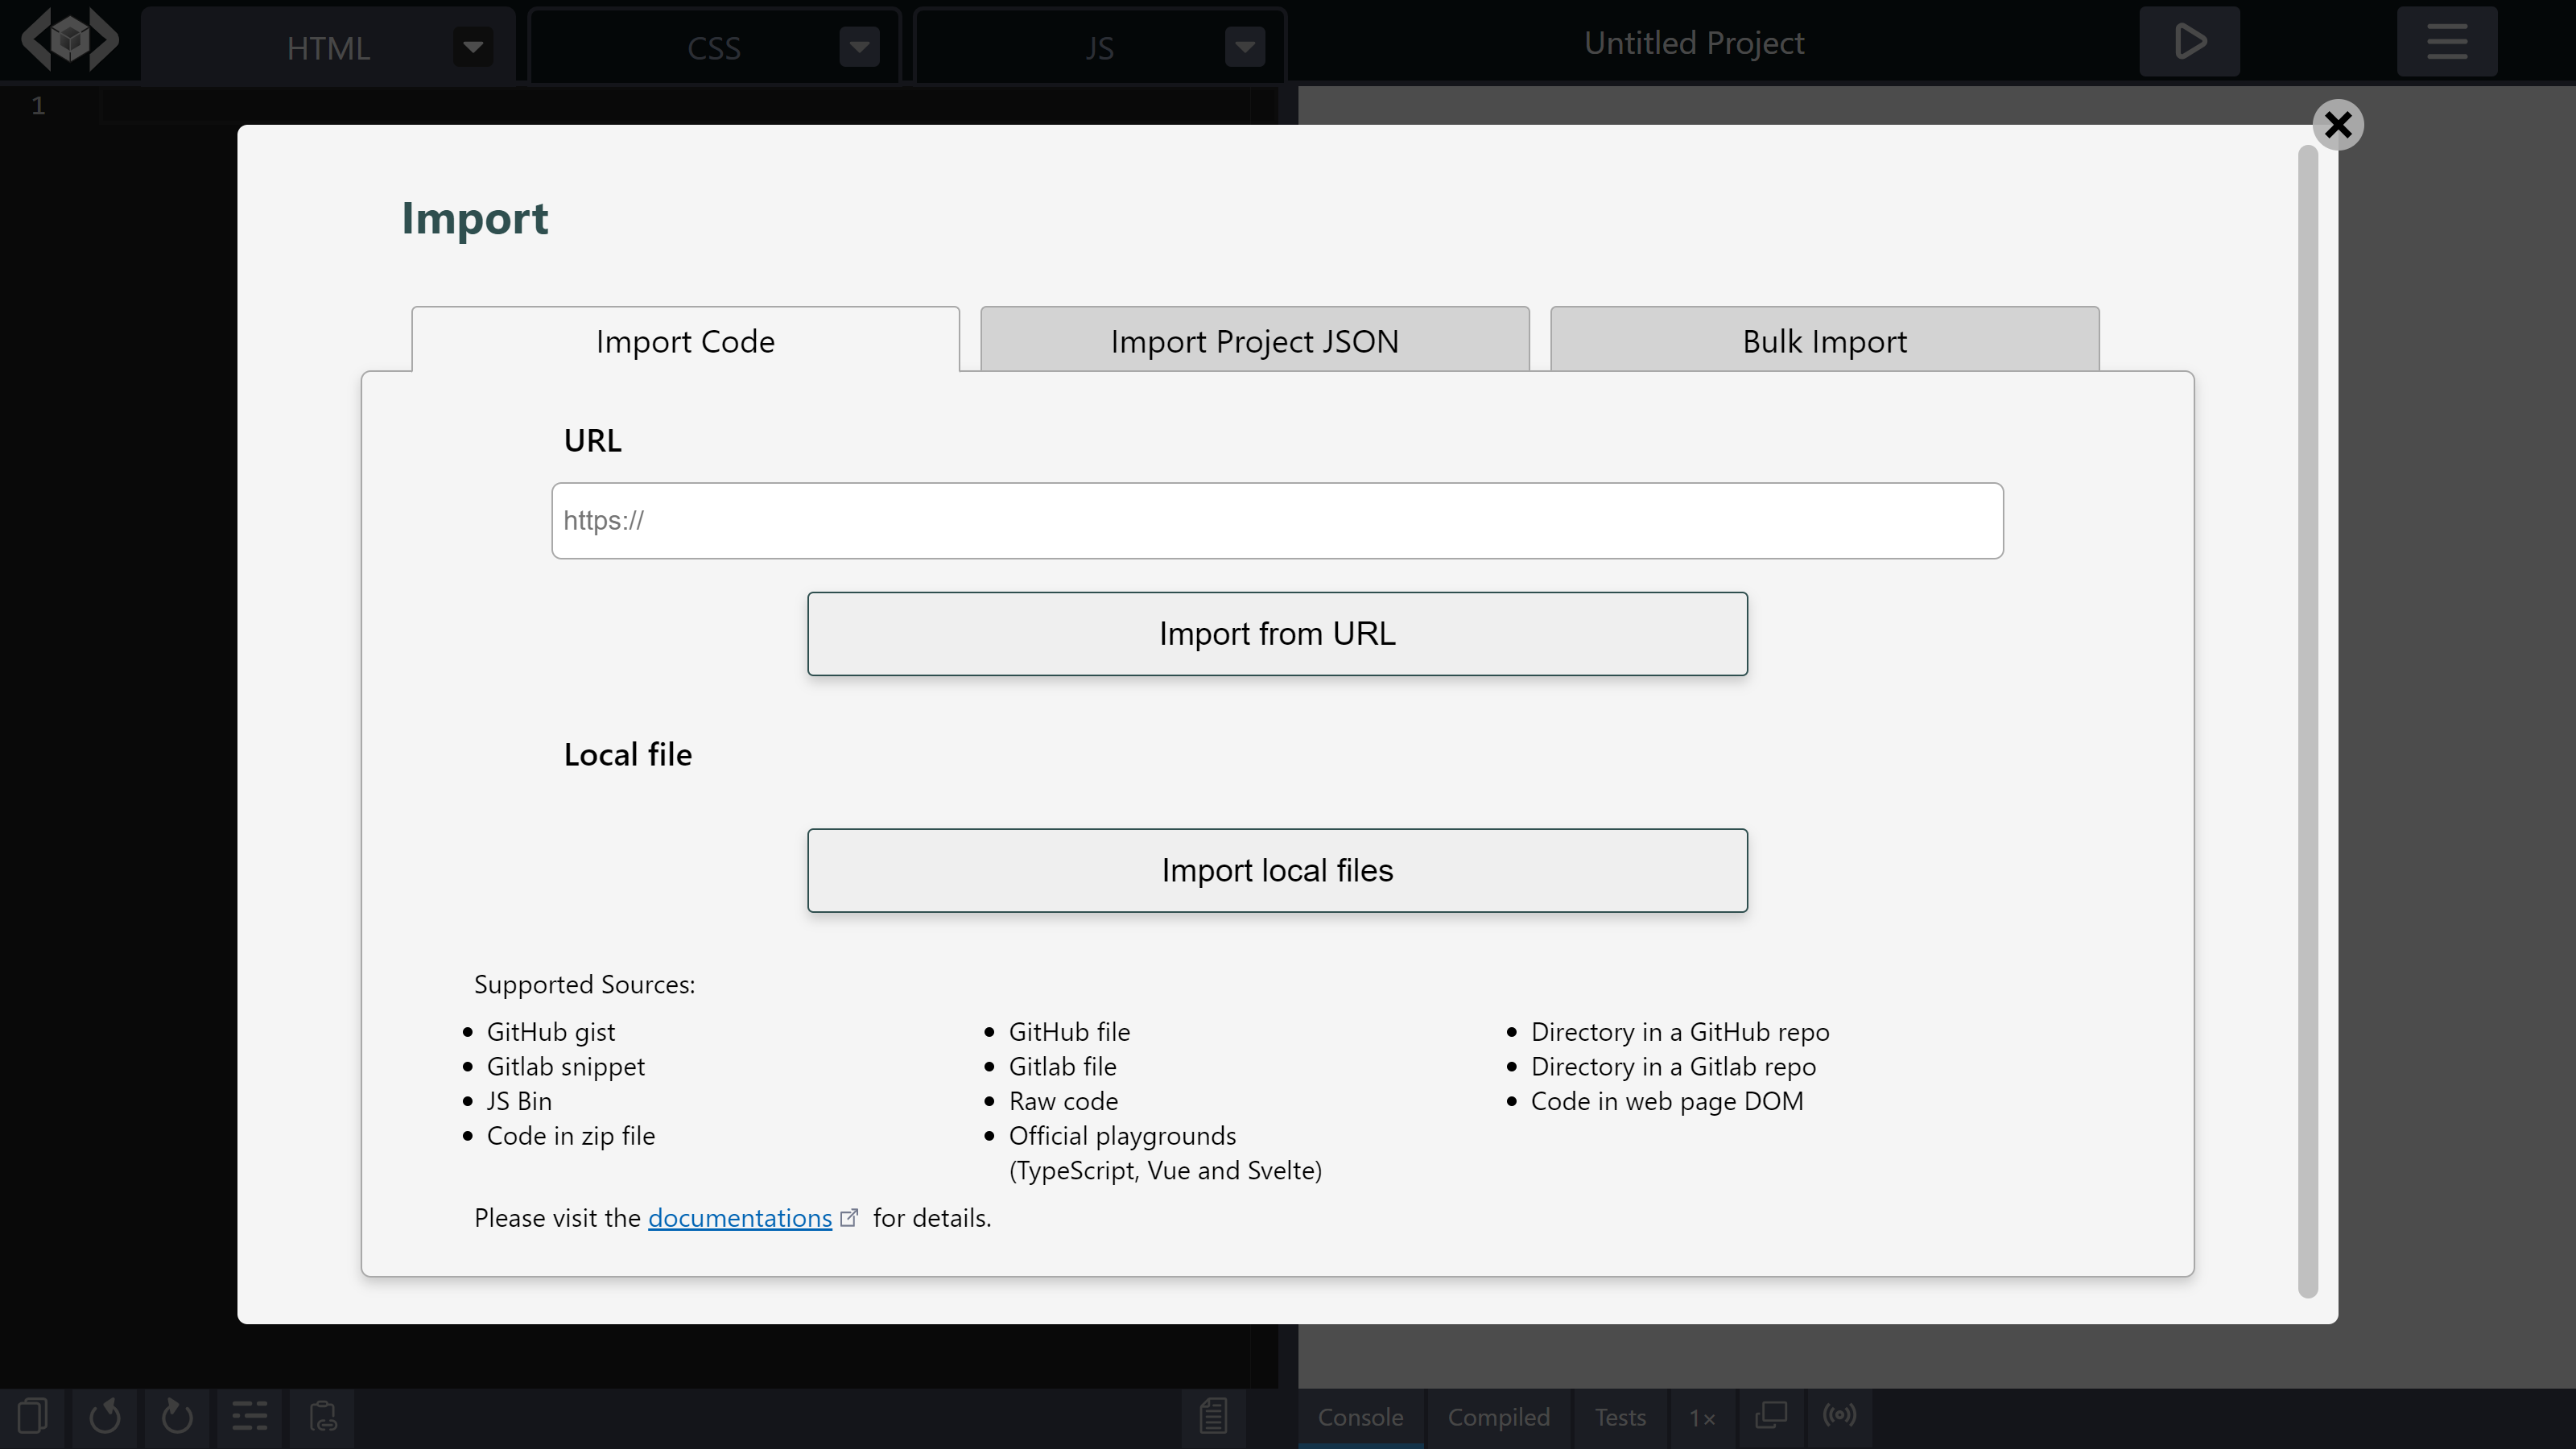 HTML
CSS
JS
Untitled Project
1
Import
Import Code
Import Project JSON
Bulk Import
URL
https://
Import from URL
Local file
Import local files
Supported Sources:
GitHub gist
Gitlab snippet
JS Bin
Code in zip file
GitHub file
Gitlab file
Raw code
Official playgrounds
(TypeScript, Vue and Svelte)
Directory in a GitHub repo
Directory in a Gitlab repo
Code in web page DOM
Please visit the documentations for details.
Console
Compiled
Tests
1×